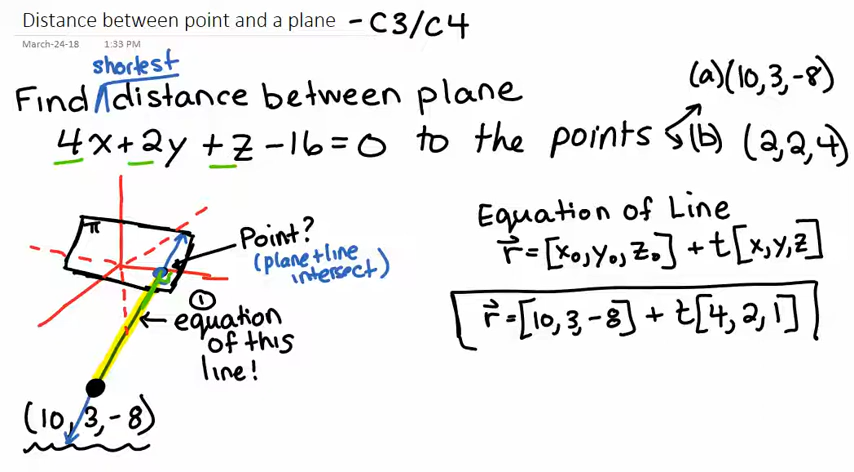 Distance between point and a plane - C3/C4
March-24-18 1:33 PM
shortest
Find distance between plane
4x+2y+z-16=0 to the points
(a)(10,3,-8)
(b) (2,2,4)
π
Point?
(plane+line
intersect)
①
equation
of this
line!
(10,3,-8)
Equation of Line
r⃗=[x₀,y₀,z₀]+t[x,y,z]
r⃗=[10,3,-8]+t[4,2,1]